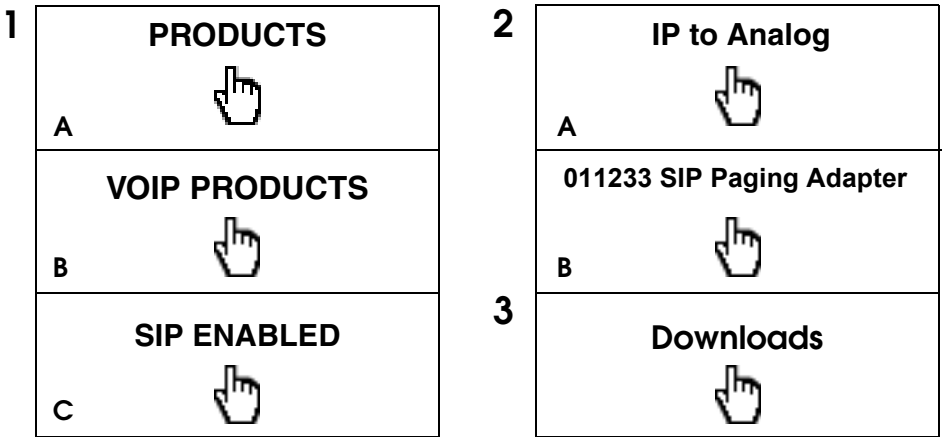 1
PRODUCTS
A
VOIP PRODUCTS
B
SIP ENABLED
C
2
IP to Analog
A
011233 SIP Paging Adapter
B
3
Downloads